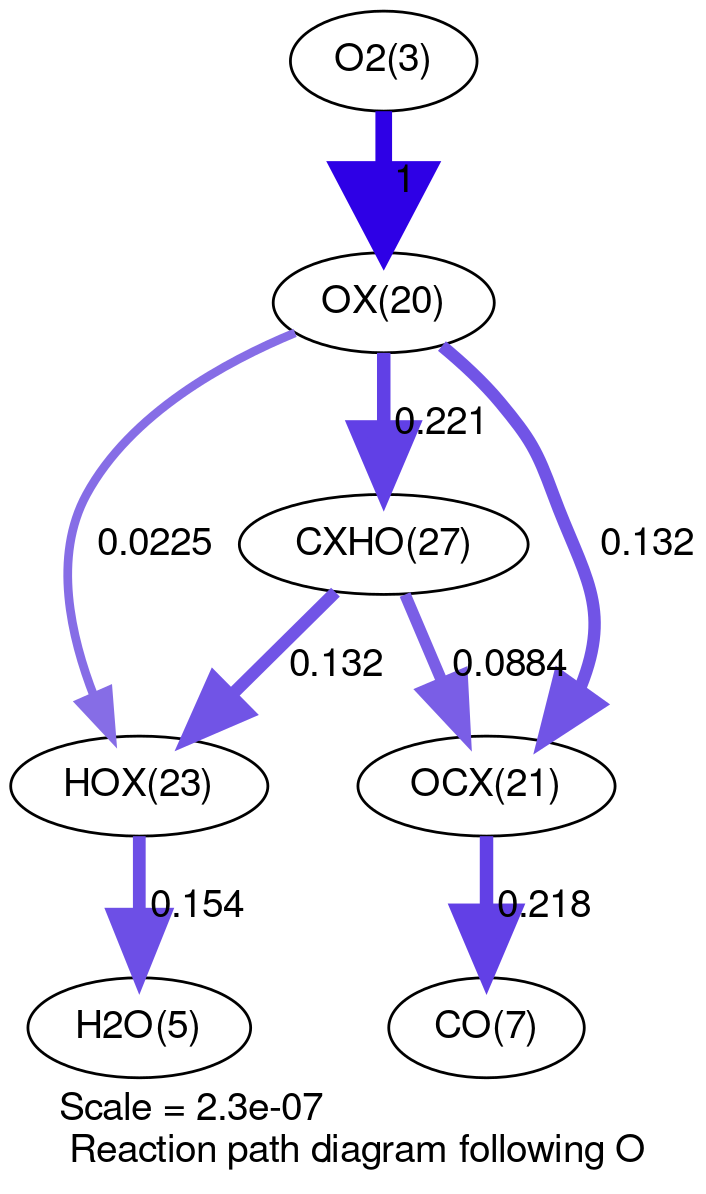 O2(3)
1
OX(20)
0.221
0.0225
CXHO(27)
0.132
0.132
0.0884
HOX(23)
OCX(21)
0.154
0.218
H2O(5)
CO(7)
Scale = 2.3e-07
Reaction path diagram following O